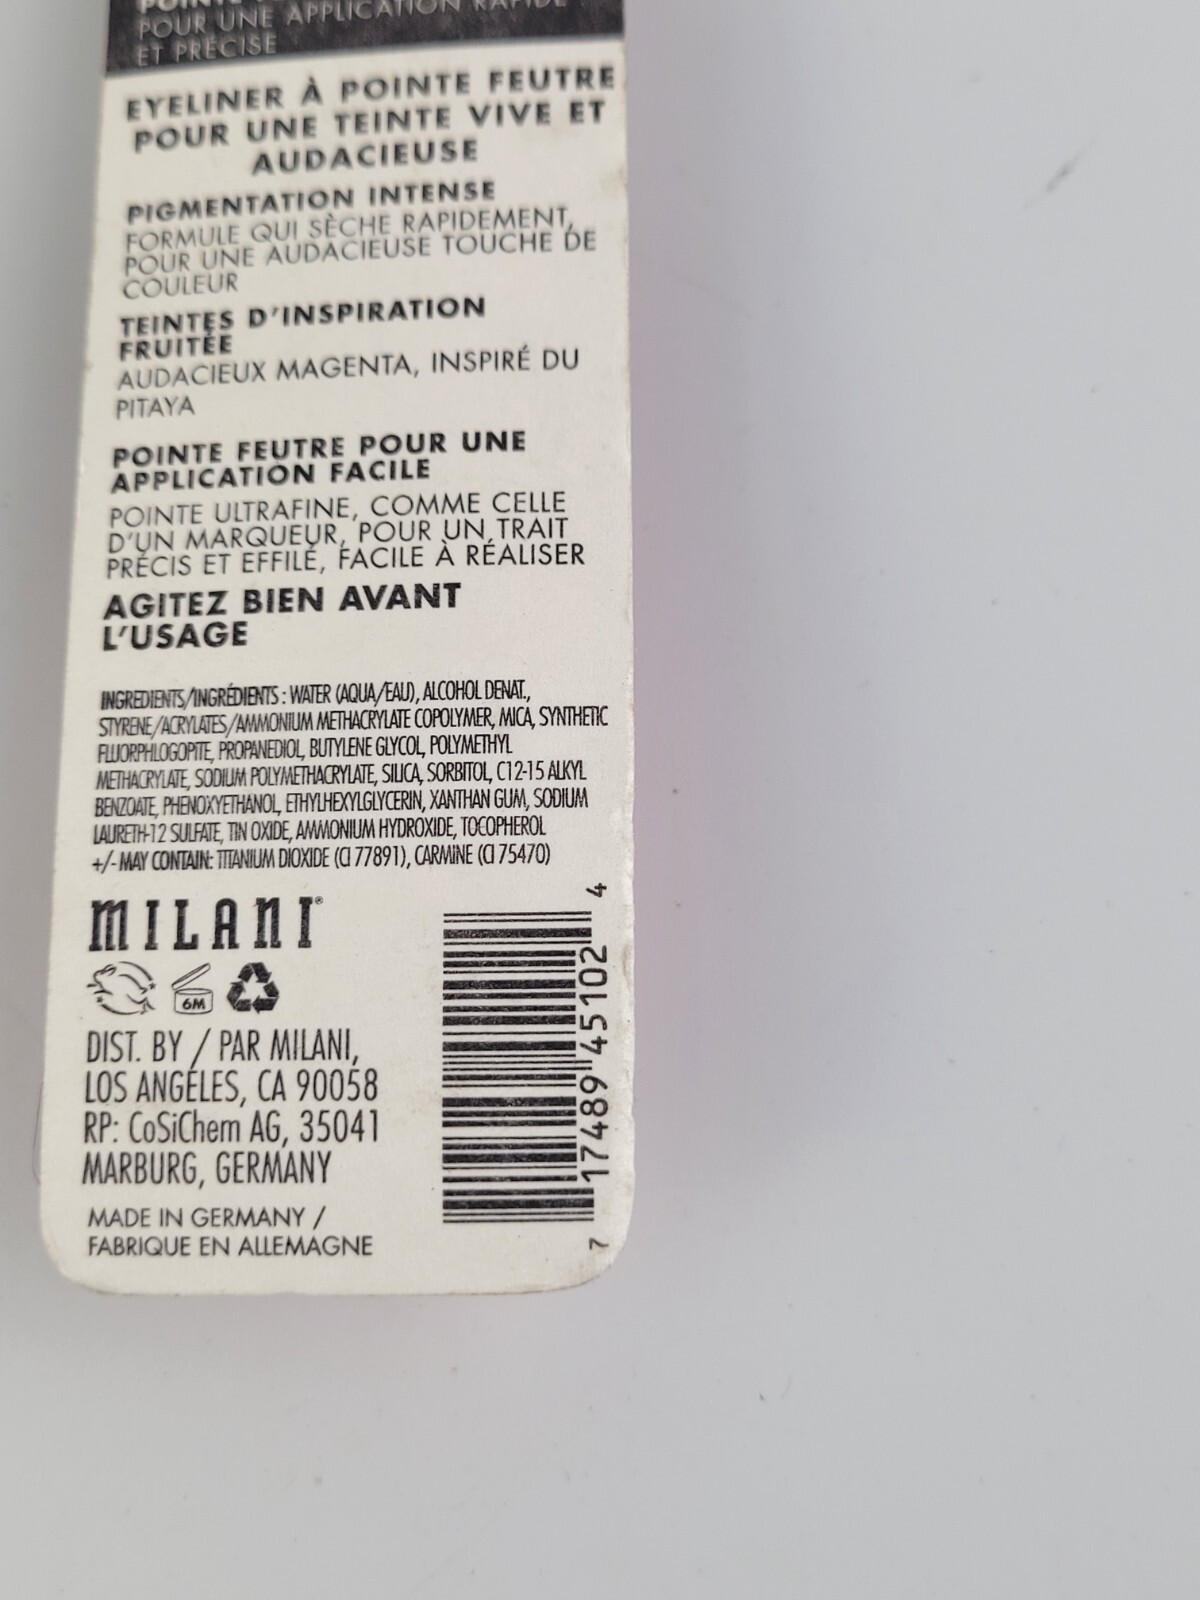 POUR UNE APPLICATION RAPIDE
ET PRÉCISE
EYELINER À POINTE FEUTRE
POUR UNE TEINTE VIVE ET
AUDACIEUSE
PIGMENTATION INTENSE
FORMULE QUI SÈCHE RAPIDEMENT,
POUR UNE AUDACIEUSE TOUCHE DE
COULEUR
TEINTES D'INSPIRATION
FRUITÉE
AUDACIEUX MAGENTA, INSPIRÉ DU
PITAYA
POINTE FEUTRE POUR UNE
APPLICATION FACILE
POINTE ULTRAFINE, COMME CELLE
D'UN MARQUEUR, POUR UN TRAIT
PRÉCIS ET EFFILÉ, FACILE À RÉALISER
AGITEZ BIEN AVANT
L'USAGE
INGREDIENTS/INGRÉDIENTS : WATER (AQUA/EAU), ALCOHOL DENAT.,
STYRENE/ACRYLATES/AMMONIUM METHACRYLATE COPOLYMER, MICA, SYNTHETIC
FLUORPHLOGOPITE, PROPANEDIOL, BUTYLENE GLYCOL, POLYMETHYL
METHACRYLATE, SODIUM POLYMETHACRYLATE, SILICA, SORBITOL, C12-15 ALKYL
BENZOATE, PHENOXYETHANOL, ETHYLHEXYLGLYCERIN, XANTHAN GUM, SODIUM
LAURETH-12 SULFATE, TIN OXIDE, AMMONIUM HYDROXIDE, TOCOPHEROL
+/- MAY CONTAIN: TITANIUM DIOXIDE (CI 77891), CARMINE (CI 75470)
MILANI®
6M
DIST. BY / PAR MILANI,
LOS ANGELES, CA 90058
RP: CoSiChem AG, 35041
MARBURG, GERMANY
MADE IN GERMANY /
FABRIQUE EN ALLEMAGNE
7 17489 45102 4